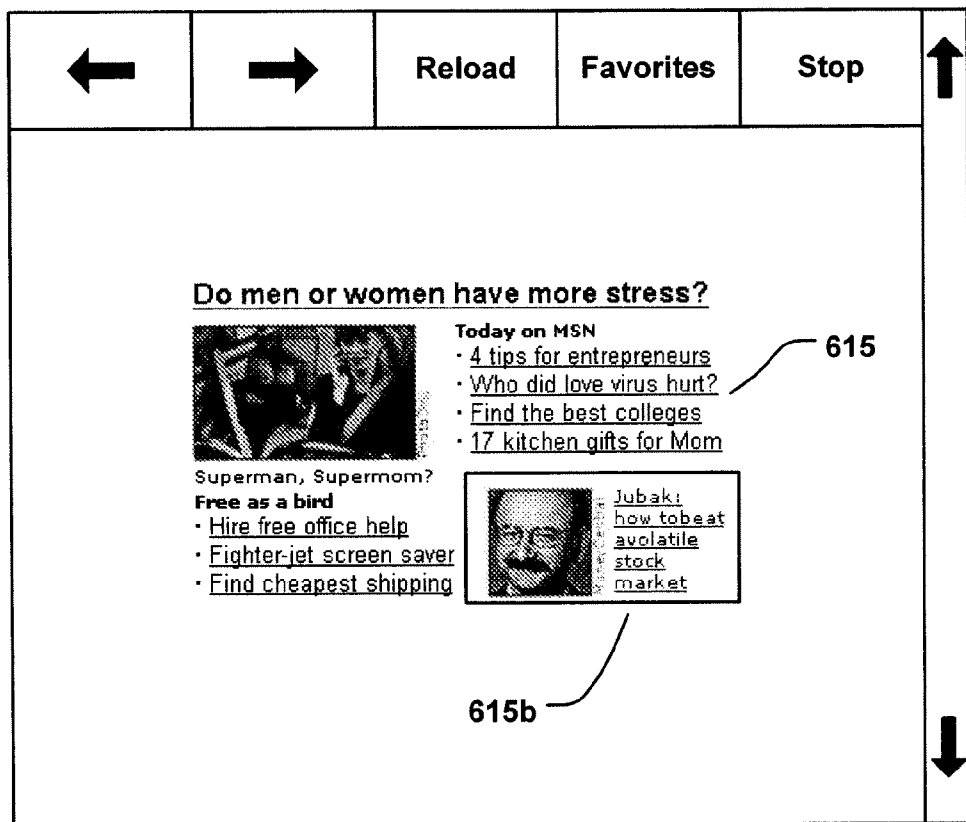 Reload Favorites Stop
Do men or women have more stress?
Today on MSN
· 4 tips for entrepreneurs
· Who did love virus hurt?
· Find the best colleges
· 17 kitchen gifts for Mom
615
Superman, Supermom?
Free as a bird
· Hire free office help
· Fighter-jet screen saver
· Find cheapest shipping
Jubak:
how tobeat
avolatile
stock
market
615b